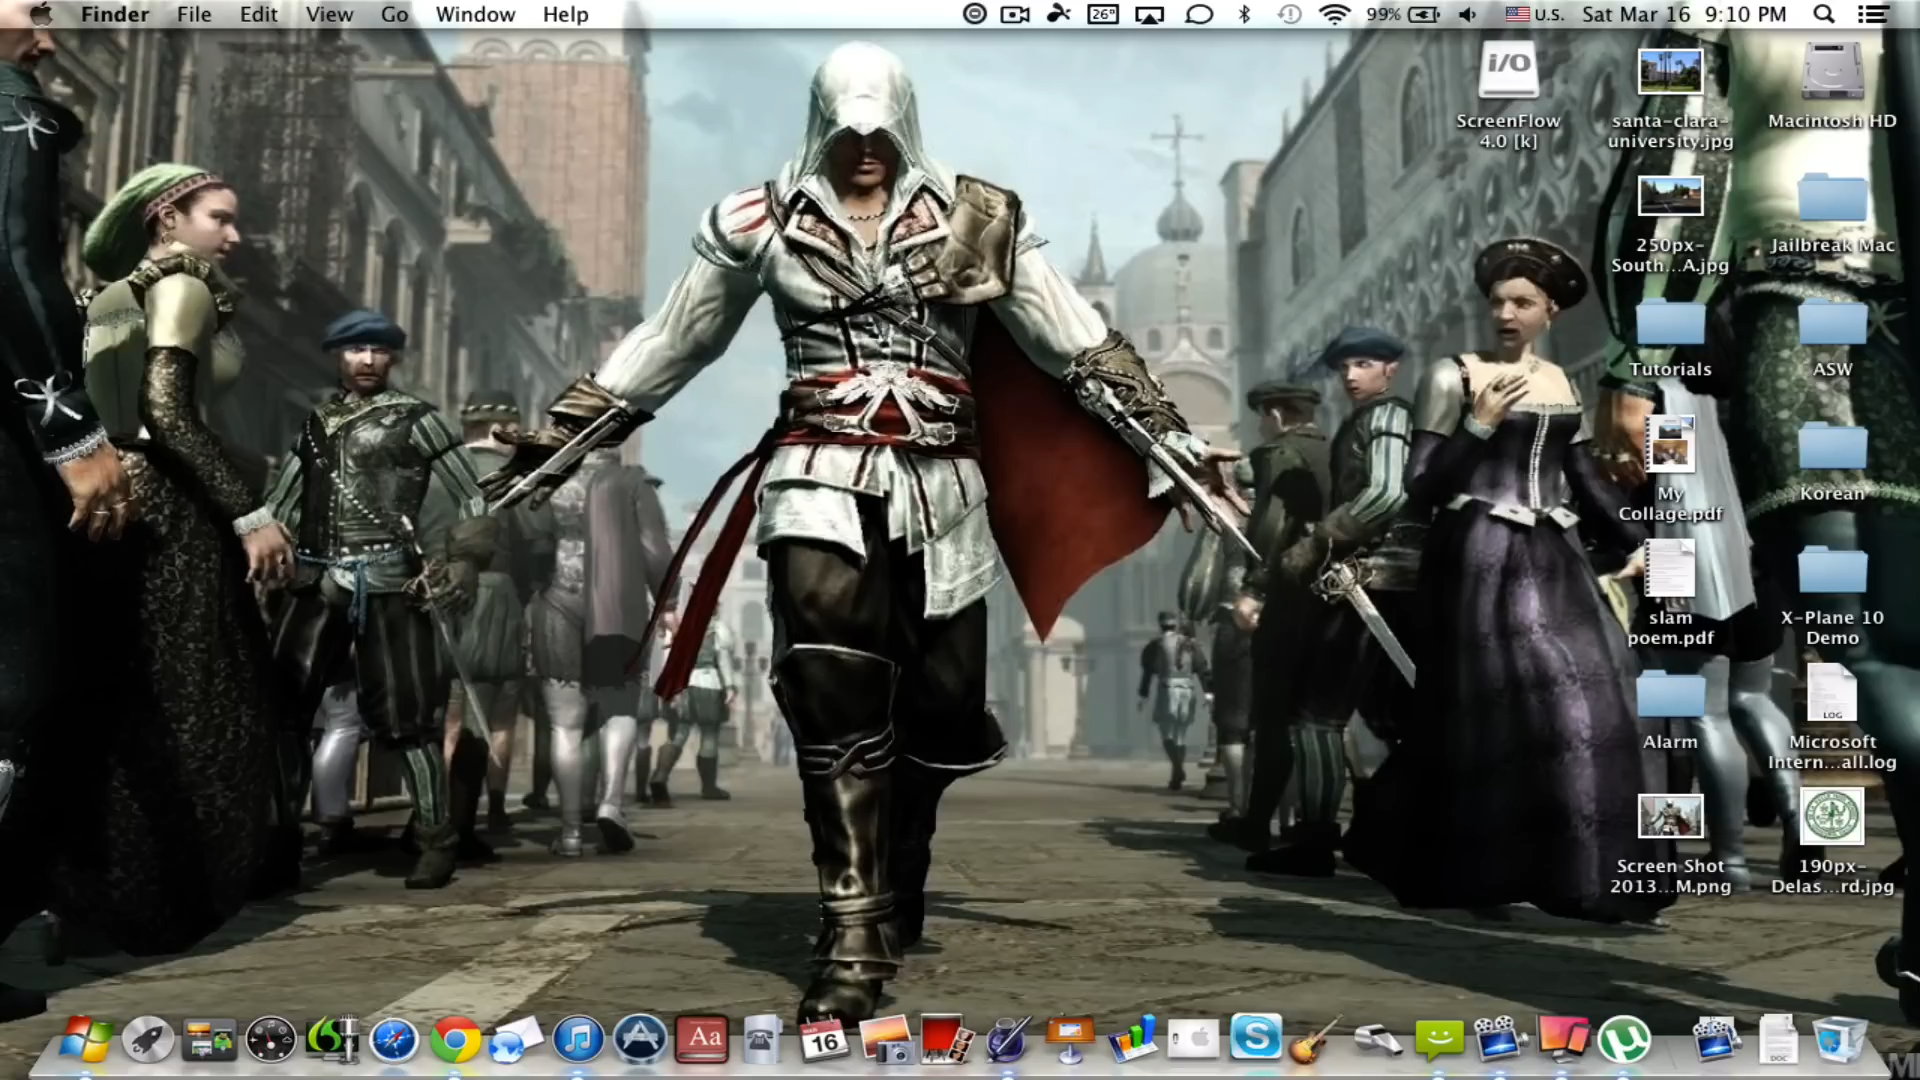 Finder File Edit View Go Window Help
26° 99% U.S. Sat Mar 16 9:10 PM
i/O
ScreenFlow
4.0 [k]
santa-clara-
university.jpg
Macintosh HD
250px-
South...A.jpg
Jailbreak Mac
Tutorials
ASW
My
Collage.pdf
Korean
slam
poem.pdf
X-Plane 10
Demo
Alarm
LOG
Microsoft
Intern...all.log
Screen Shot
2013...M.png
190px-
Delas...rd.jpg
Aa
MAR
16
S
µ
DOC